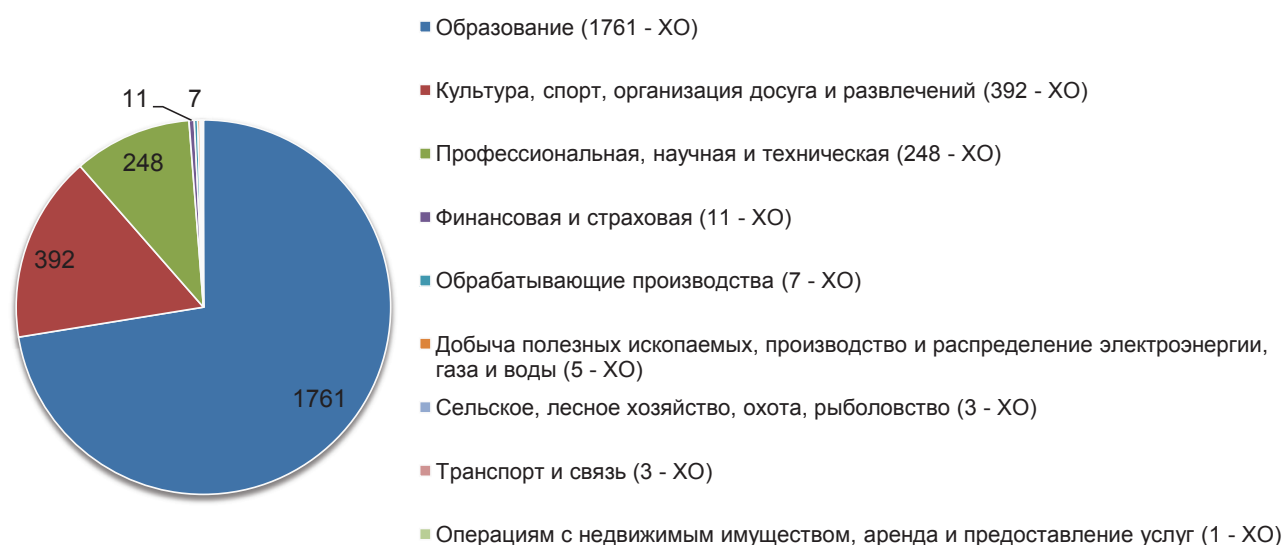 Образование (1761 - ХО)
11
7
Культура, спорт, организация досуга и развлечений (392 - ХО)
248
Профессиональная, научная и техническая (248 - ХО)
Финансовая и страховая (11 - ХО)
392
Обрабатывающие производства (7 - ХО)
Добыча полезных ископаемых, производство и распределение электроэнергии,
газа и воды (5 - ХО)
1761
Сельское, лесное хозяйство, охота, рыболовство (3 - ХО)
Транспорт и связь (3 - ХО)
Операциям с недвижимым имуществом, аренда и предоставление услуг (1 - ХО)